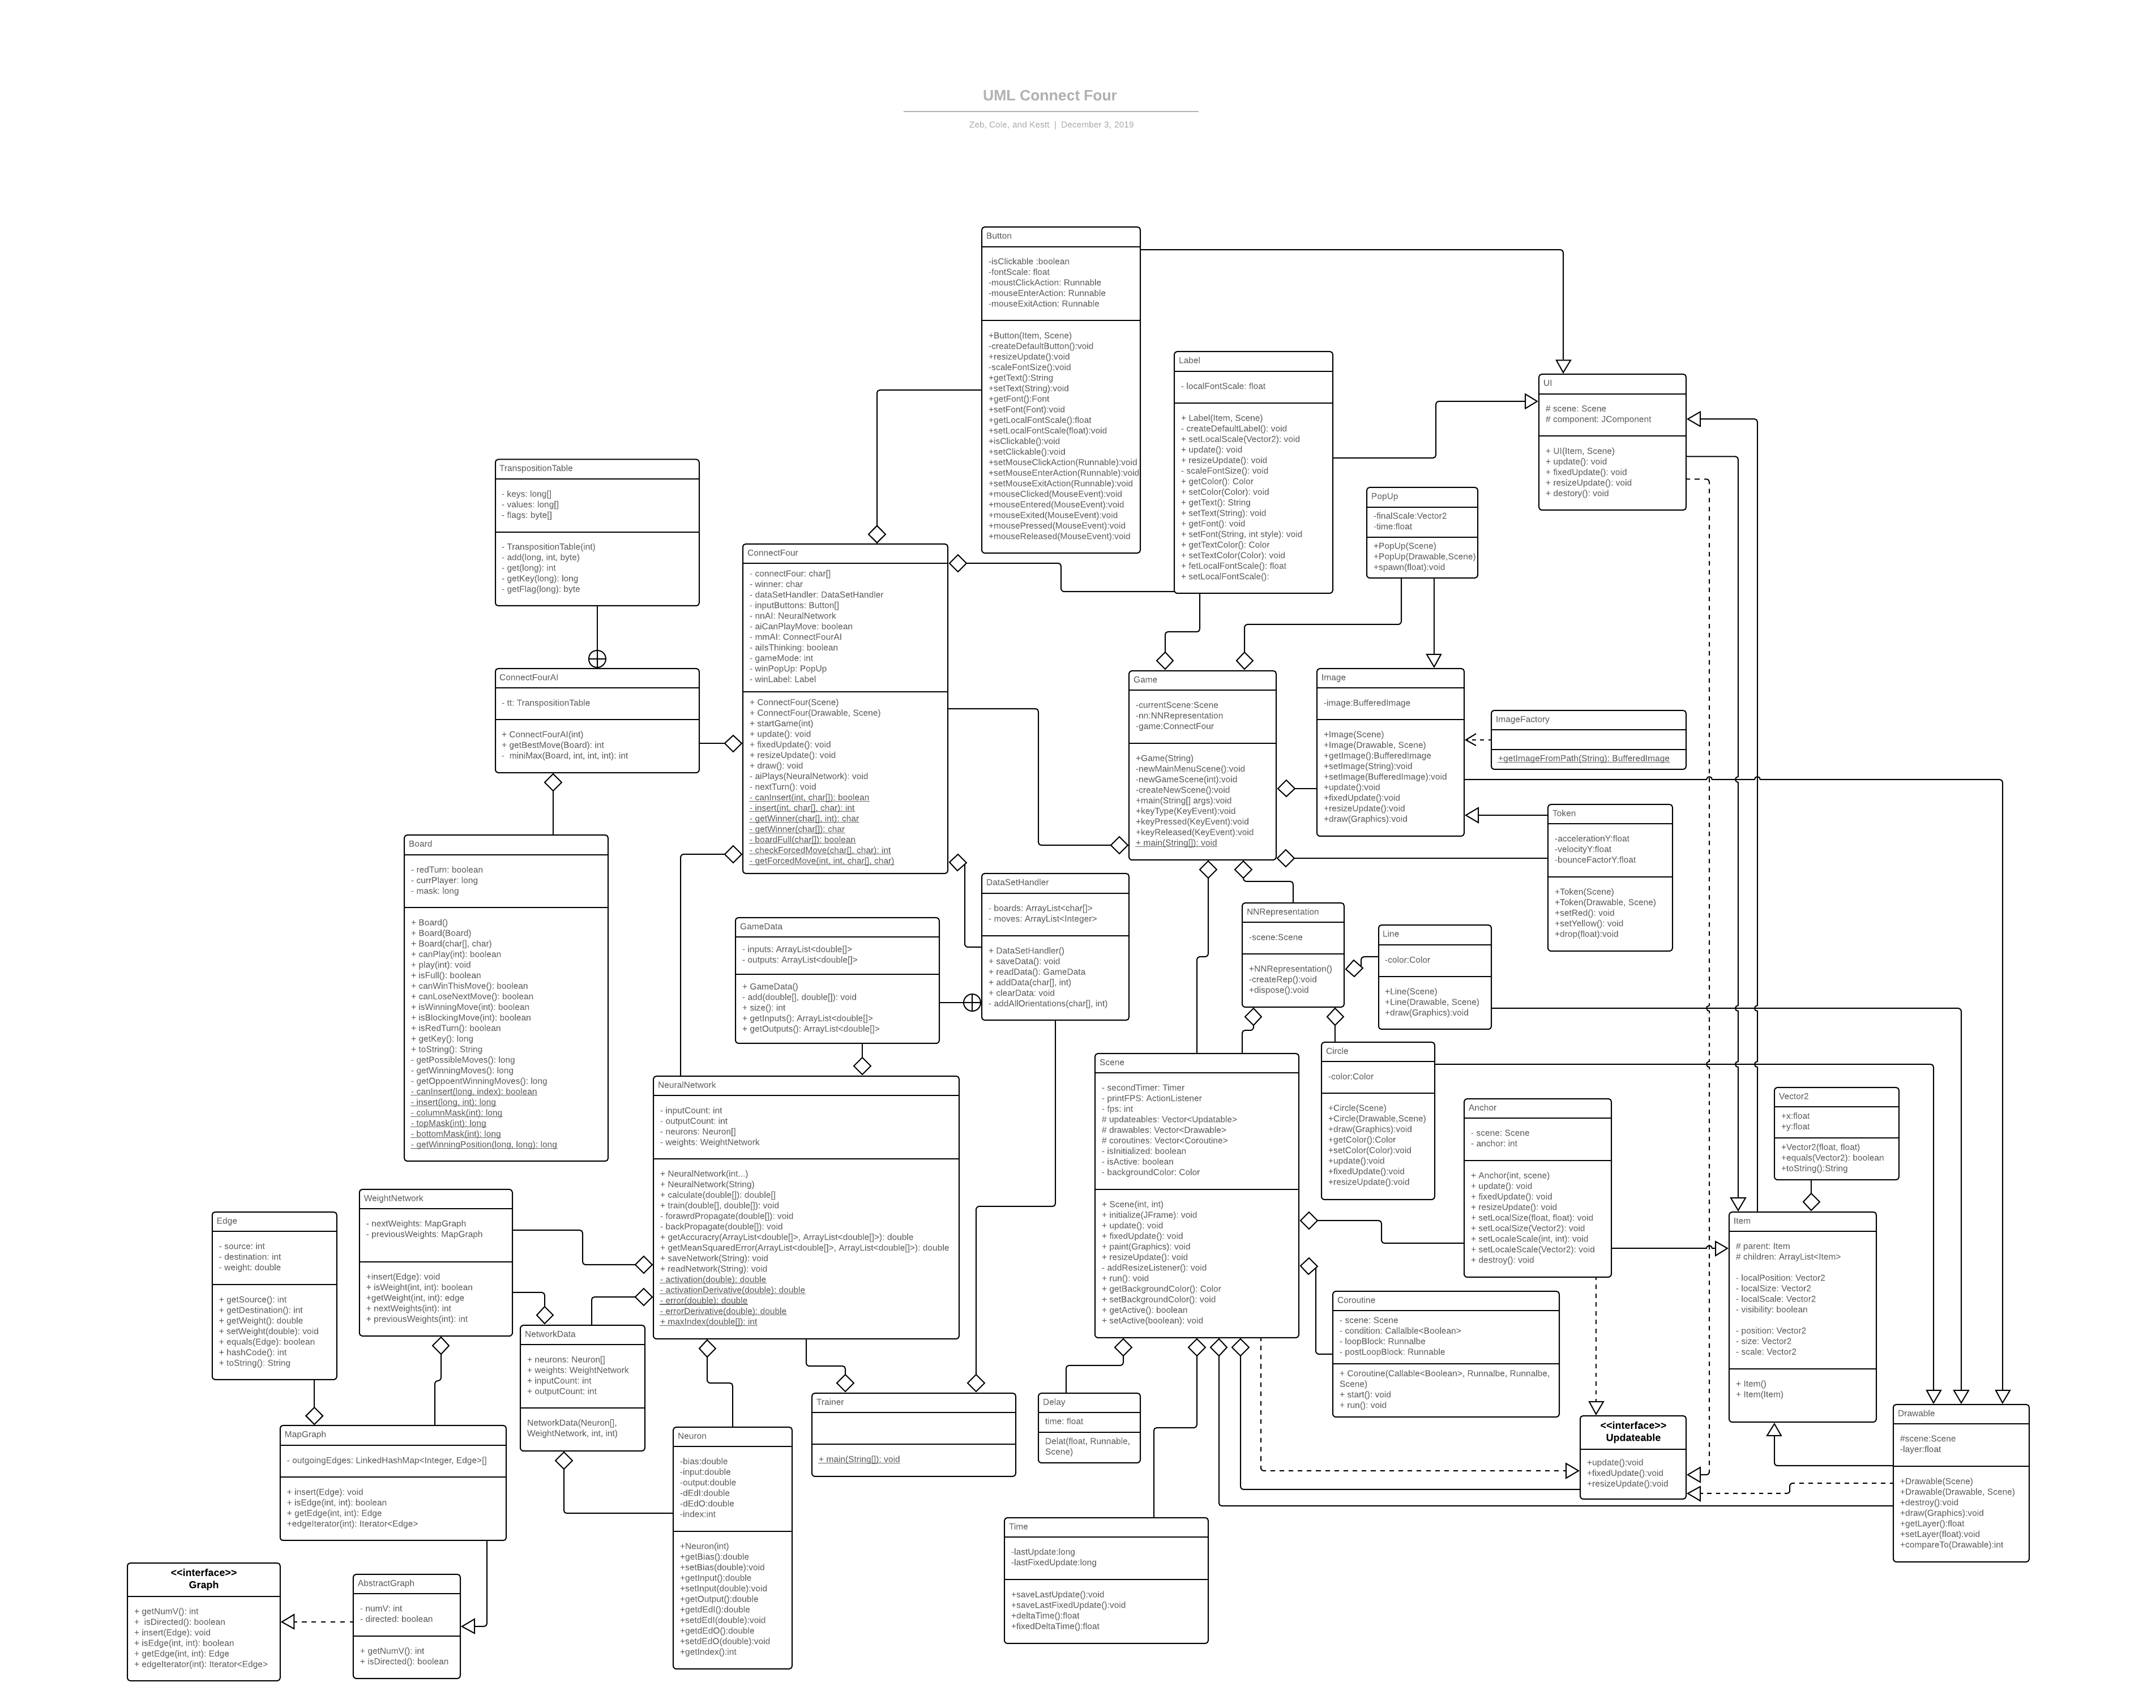 UML Connect Four
Zeb, Cole, and Kestt | December 3, 2019
Button
-isClickable :boolean
-fontScale: float
-moustClickAction: Runnable
-mouseEnterAction: Runnable
-mouseExitAction: Runnable
+Button(Item, Scene)
-createDefaultButton():void
+resizeUpdate():void
-scaleFontSize():void
+getText():String
+setText(String):void
+getFont():Font
+setFont(Font):void
+getLocalFontScale():float
+setLocalFontScale(float):void
+isClickable():void
+setClickable():void
+setMouseClickAction(Runnable):void
+setMouseEnterAction(Runnable):void
+setMouseExitAction(Runnable):void
+mouseClicked(MouseEvent):void
+mouseEntered(MouseEvent):void
+mouseExited(MouseEvent):void
+mousePressed(MouseEvent):void
+mouseReleased(MouseEvent):void
Label
- localFontScale: float
+ Label(Item, Scene)
- createDefaultLabel(): void
+ setLocalScale(Vector2): void
+ update(): void
+ resizeUpdate(): void
- scaleFontSize(): void
+ getColor(): Color
+ setColor(Color): void
+ getText(): String
+ setText(String): void
+ getFont(): void
+ setFont(String, int style): void
+ getTextColor(): Color
+ setTextColor(Color): void
+ fetLocalFontScale(): float
+ setLocalFontScale():
UI
# scene: Scene
# component: JComponent
+ UI(Item, Scene)
+ update(): void
+ fixedUpdate(): void
+ resizeUpdate(): void
+ destory(): void
PopUp
-finalScale:Vector2
-time:float
+PopUp(Scene)
+PopUp(Drawable,Scene)
+spawn(float):void
TranspositionTable
- keys: long[]
- values: long[]
- flags: byte[]
- TranspositionTable(int)
- add(long, int, byte)
- get(long): int
- getKey(long): long
- getFlag(long): byte
ConnectFour
- connectFour: char[]
- winner: char
- dataSetHandler: DataSetHandler
- inputButtons: Button[]
- nnAI: NeuralNetwork
- aiCanPlayMove: boolean
- mmAI: ConnectFourAI
- aiIsThinking: boolean
- gameMode: int
- winPopUp: PopUp
- winLabel: Label
+ ConnectFour(Scene)
+ ConnectFour(Drawable, Scene)
+ startGame(int)
+ update(): void
+ fixedUpdate(): void
+ resizeUpdate(): void
+ draw(): void
- aiPlays(NeuralNetwork): void
- nextTurn(): void
- canInsert(int, char[]): boolean
- insert(int, char[], char): int
- getWinner(char[], int): char
- getWinner(char[]): char
- boardFull(char[]): boolean
- checkForcedMove(char[], char): int
- getForcedMove(int, int, char[], char)
ConnectFourAI
- tt: TranspositionTable
+ ConnectFourAI(int)
+ getBestMove(Board): int
-  miniMax(Board, int, int, int): int
Game
-currentScene:Scene
-nn:NNRepresentation
-game:ConnectFour
+Game(String)
-newMainMenuScene():void
-newGameScene(int):void
-createNewScene():void
+main(String[] args):void
+keyType(KeyEvent):void
+keyPressed(KeyEvent):void
+keyReleased(KeyEvent):void
+ main(String[]): void
Image
-image:BufferedImage
+Image(Scene)
+Image(Drawable, Scene)
+getImage():BufferedImage
+setImage(String):void
+setImage(BufferedImage):void
+update():void
+fixedUpdate():void
+resizeUpdate():void
+draw(Graphics):void
ImageFactory
+getImageFromPath(String): BufferedImage
Token
-accelerationY:float
-velocityY:float
-bounceFactorY:float
+Token(Scene)
+Token(Drawable, Scene)
+setRed(): void
+setYellow(): void
+drop(float):void
Board
- redTurn: boolean
- currPlayer: long
- mask: long
+ Board()
+ Board(Board)
+ Board(char[], char)
+ canPlay(int): boolean
+ play(int): void
+ isFull(): boolean
+ canWinThisMove(): boolean
+ canLoseNextMove(): boolean
+ isWinningMove(int): boolean
+ isBlockingMove(int): boolean
+ isRedTurn(): boolean
+ getKey(): long
+ toString(): String
- getPossibleMoves(): long
- getWinningMoves(): long
- getOppoentWinningMoves(): long
- canInsert(long, index): boolean
- insert(long, int): long
- columnMask(int): long
- topMask(int): long
- bottomMask(int): long
- getWinningPosition(long, long): long
DataSetHandler
- boards: ArrayList<char[]>
- moves: ArrayList<Integer>
+ DataSetHandler()
+ saveData(): void
+ readData(): GameData
+ addData(char[], int)
+ clearData: void
- addAllOrientations(char[], int)
GameData
- inputs: ArrayList<double[]>
- outputs: ArrayList<double[]>
+ GameData()
- add(double[], double[]): void
+ size(): int
+ getInputs(): ArrayList<double[]>
+ getOutputs(): ArrayList<double[]>
NNRepresentation
-scene:Scene
+NNRepresentation()
-createRep():void
+dispose():void
Line
-color:Color
+Line(Scene)
+Line(Drawable, Scene)
+draw(Graphics):void
NeuralNetwork
- inputCount: int
- outputCount: int
- neurons: Neuron[]
- weights: WeightNetwork
+ NeuralNetwork(int...)
+ NeuralNetwork(String)
+ calculate(double[]): double[]
+ train(double[], double[]): void
- forawrdPropagate(double[]): void
- backPropagate(double[]): void
+ getAccurracy(ArrayList<double[]>, ArrayList<double[]>): double
+ getMeanSquaredError(ArrayList<double[]>, ArrayList<double[]>: double
+ saveNetwork(String): void
+ readNetwork(String): void
- activation(double): double
- activationDerivative(double): double
- error(double): double
- errorDerivative(double): double
+ maxIndex(double[]): int
Scene
- secondTimer: Timer
- printFPS: ActionListener
- fps: int
# updateables: Vector<Updatable>
# drawables: Vector<Drawable>
# coroutines: Vector<Coroutine>
- isInitialized: boolean
- isActive: boolean
- backgroundColor: Color
+ Scene(int, int)
+ initialize(JFrame): void
+ update(): void
+ fixedUpdate(): void
+ paint(Graphics): void
+ resizeUpdate(): void
- addResizeListener(): void
+ run(): void
+ getBackgroundColor(): Color
+ setBackgroundColor(): void
+ getActive(): boolean
+ setActive(boolean): void
Circle
-color:Color
+Circle(Scene)
+Circle(Drawable,Scene)
+draw(Graphics):void
+getColor():Color
+setColor(Color):void
+update():void
+fixedUpdate():void
+resizeUpdate():void
Anchor
- scene: Scene
- anchor: int
+ Anchor(int, scene)
+ update(): void
+ fixedUpdate(): void
+ resizeUpdate(): void
+ setLocalSize(float, float): void
+ setLocalSize(Vector2): void
+ setLocaleScale(int, int): void
+ setLocaleScale(Vector2): void
+ destroy(): void
Vector2
+x:float
+y:float
+Vector2(float, float)
+equals(Vector2): boolean
+toString():String
WeightNetwork
- nextWeights: MapGraph
- previousWeights: MapGraph
+insert(Edge): void
+ isWeight(int, int): boolean
+getWeight(int, int): edge
+ nextWeights(int): int
+ previousWeights(int): int
Edge
- source: int
- destination: int
- weight: double
+ getSource(): int
+ getDestination(): int
+ getWeight(): double
+ setWeight(double): void
+ equals(Edge): boolean
+ hashCode(): int
+ toString(): String
Item
# parent: Item
# children: ArrayList<Item>
- localPosition: Vector2
- localSize: Vector2
- localScale: Vector2
- visibility: boolean
- position: Vector2
- size: Vector2
- scale: Vector2
+ Item()
+ Item(Item)
Coroutine
- scene: Scene
- condition: Callalble<Boolean>
- loopBlock: Runnalbe
- postLoopBlock: Runnable
+ Coroutine(Callable<Boolean>, Runnalbe, Runnalbe,
Scene)
+ start(): void
+ run(): void
NetworkData
+ neurons: Neuron[]
+ weights: WeightNetwork
+ inputCount: int
+ outputCount: int
NetworkData(Neuron[],
WeightNetwork, int, int)
Trainer
+ main(String[]): void
Delay
time: float
Delat(float, Runnable,
Scene)
<<interface>>
Updateable
+update():void
+fixedUpdate():void
+resizeUpdate():void
Drawable
#scene:Scene
-layer:float
+Drawable(Scene)
+Drawable(Drawable, Scene)
+destroy():void
+draw(Graphics):void
+getLayer():float
+setLayer(float):void
+compareTo(Drawable):int
MapGraph
- outgoingEdges: LinkedHashMap<Integer, Edge>[]
+ insert(Edge): void
+ isEdge(int, int): boolean
+ getEdge(int, int): Edge
+edgeIterator(int): Iterator<Edge>
Neuron
-bias:double
-input:double
-output:double
-dEdI:double
-dEdO:double
-index:int
+Neuron(int)
+getBias():double
+setBias(double):void
+getInput():double
+setInput(double):void
+getOutput():double
+getdEdI():double
+setdEdI(double):void
+getdEdO():double
+setdEdO(double):void
+getIndex():int
Time
-lastUpdate:long
-lastFixedUpdate:long
+saveLastUpdate():void
+saveLastFixedUpdate():void
+deltaTime():float
+fixedDeltaTime():float
<<interface>>
Graph
+ getNumV(): int
+  isDirected(): boolean
+ insert(Edge): void
+ isEdge(int, int): boolean
+ getEdge(int, int): Edge
+ edgeIterator(int): Iterator<Edge>
AbstractGraph
- numV: int
- directed: boolean
+ getNumV(): int
+ isDirected(): boolean